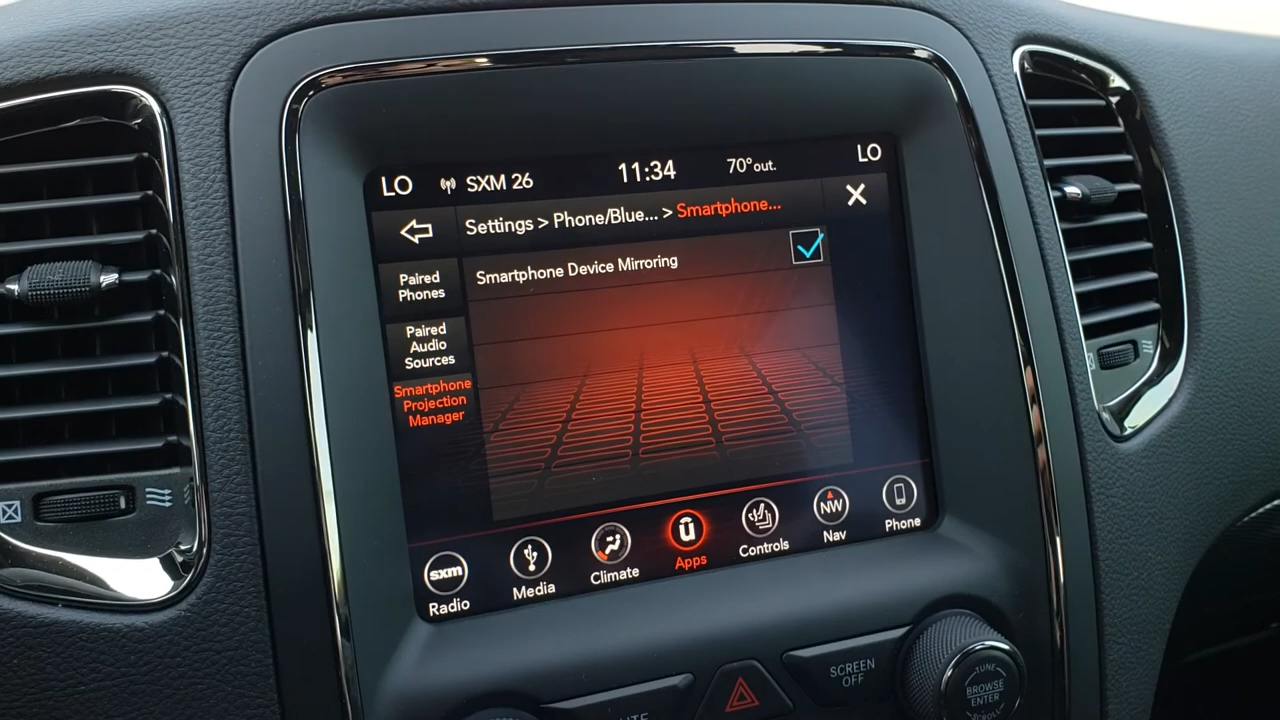 LO
SXM 26
11:34
70° out.
LO
Settings > Phone/Blue... > Smartphone...
Paired
Phones
Smartphone Device Mirroring
Paired
Audio
Sources
Smartphone
Projection
Manager
sxm
Radio
Media
Climate
Apps
Controls
NW
Nav
Phone
SCREEN
OFF
TUNE
BROWSE
ENTER
SCROLL